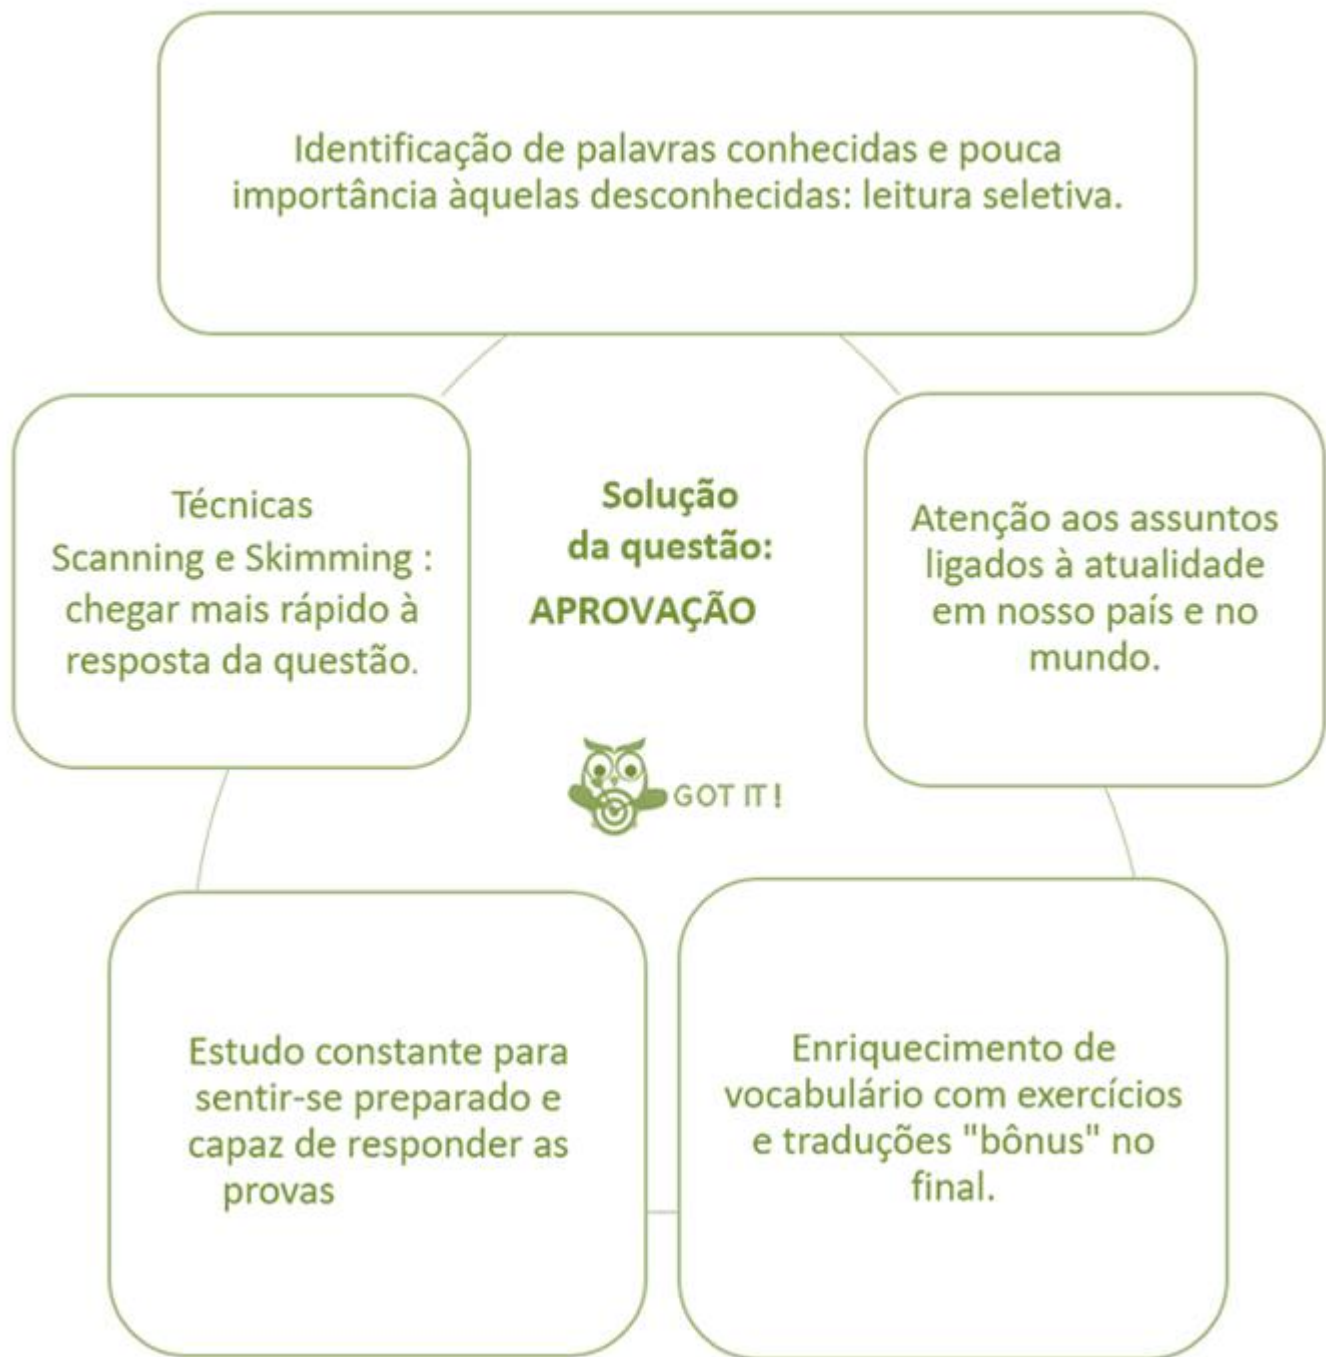 Identificação de palavras conhecidas e pouca
importância àquelas desconhecidas: leitura seletiva.
Técnicas
Scanning e Skimming :
chegar mais rápido à
resposta da questão.
Solução
da questão:
APROVAÇÃO
Atenção aos assuntos
ligados à atualidade
em nosso país e no
mundo.
GOT IT!
Estudo constante para
sentir-se preparado e
capaz de responder as
provas
Enriquecimento de
vocabulário com exercícios
e traduções "bônus" no
final.